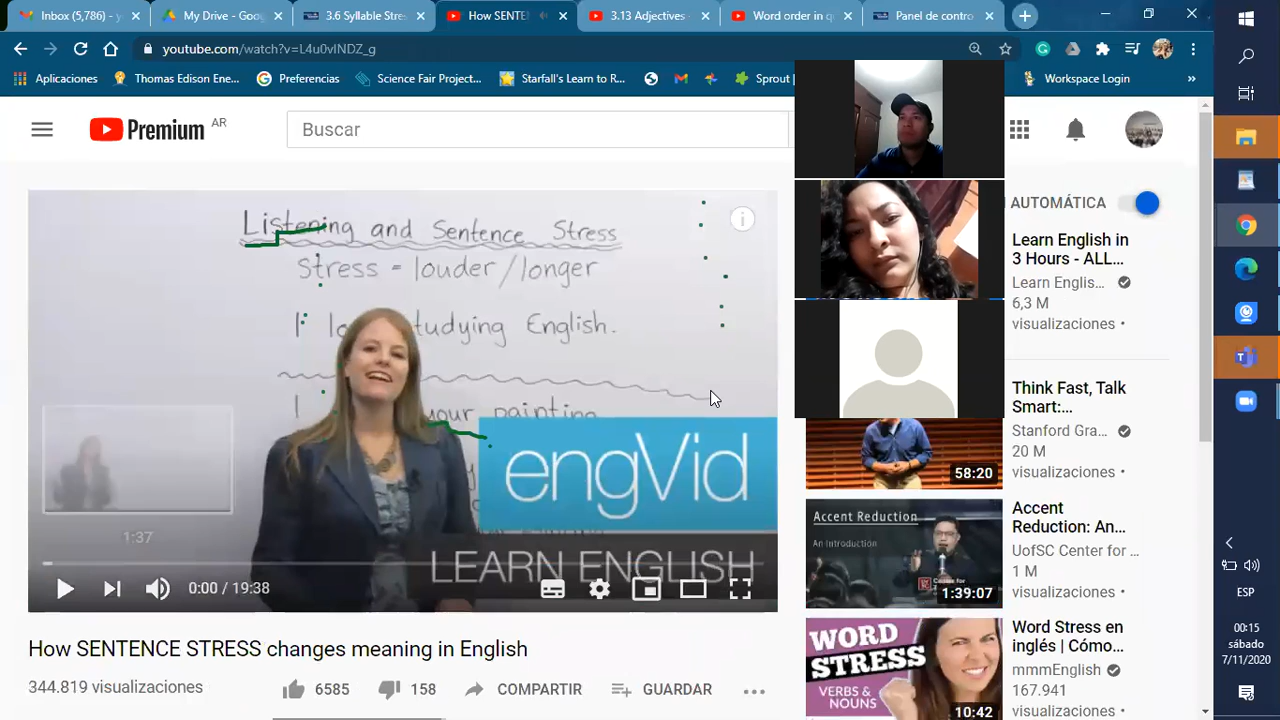 Inbox (5,786) - y
My Drive - Goog
3.6 Syllable Stres
How SENTE
3.13 Adjectives -
Word order in q
Panel de contro
youtube.com/watch?v=L4u0vINDZ_g
Aplicaciones
Thomas Edison Ene...
Preferencias
Science Fair Project...
Starfall's Learn to R...
Sprout
Workspace Login
Premium AR
Buscar
Listening and Sentence Stress
Stress = louder/longer
I studying English.
I your painting
engVid
LEARN ENGLISH
1:37
0:00 / 19:38
How SENTENCE STRESS changes meaning in English
344.819 visualizaciones
6585
158
COMPARTIR
GUARDAR
AUTOMÁTICA
Learn English in
3 Hours - ALL...
Learn Englis...
6,3 M
visualizaciones •
Think Fast, Talk
Smart:...
Stanford Gra...
20 M
visualizaciones •
58:20
Accent Reduction
An Introduction
1:39:07
Accent
Reduction: An...
UofSC Center for ...
1 M
visualizaciones •
WORD
STRESS
VERBS &
NOUNS
10:42
Word Stress en
inglés | Cómo...
mmmEnglish
167.941
visualizaciones •
ESP
00:15
sábado
7/11/2020